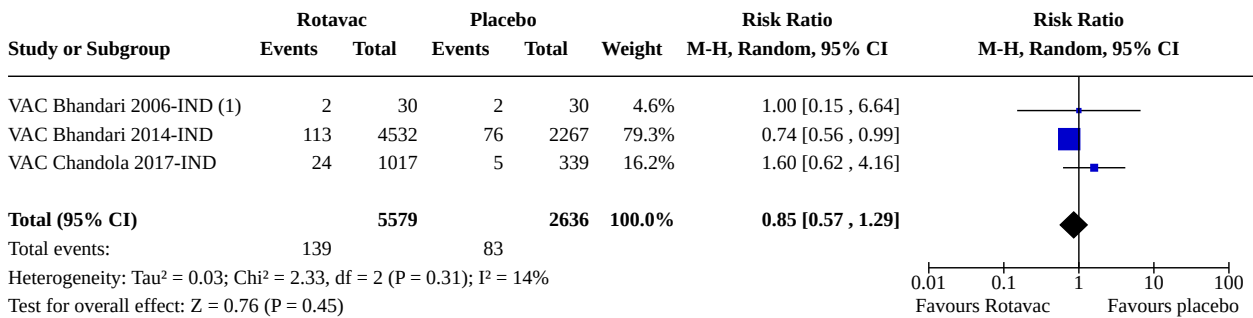 Rotavac Placebo Risk Ratio Risk Ratio
Study or Subgroup Events Total Events Total Weight M-H, Random, 95% CI M-H, Random, 95% CI
VAC Bhandari 2006-IND (1) 2 30 2 30 4.6% 1.00 [0.15 , 6.64]
VAC Bhandari 2014-IND 113 4532 76 2267 79.3% 0.74 [0.56 , 0.99]
VAC Chandola 2017-IND 24 1017 5 339 16.2% 1.60 [0.62 , 4.16]
Total (95% CI) 5579 2636 100.0% 0.85 [0.57 , 1.29]
Total events: 139 83
Heterogeneity: Tau² = 0.03; Chi² = 2.33, df = 2 (P = 0.31); I² = 14%
Test for overall effect: Z = 0.76 (P = 0.45)
0.01 0.1 1 10 100
Favours Rotavac Favours placebo